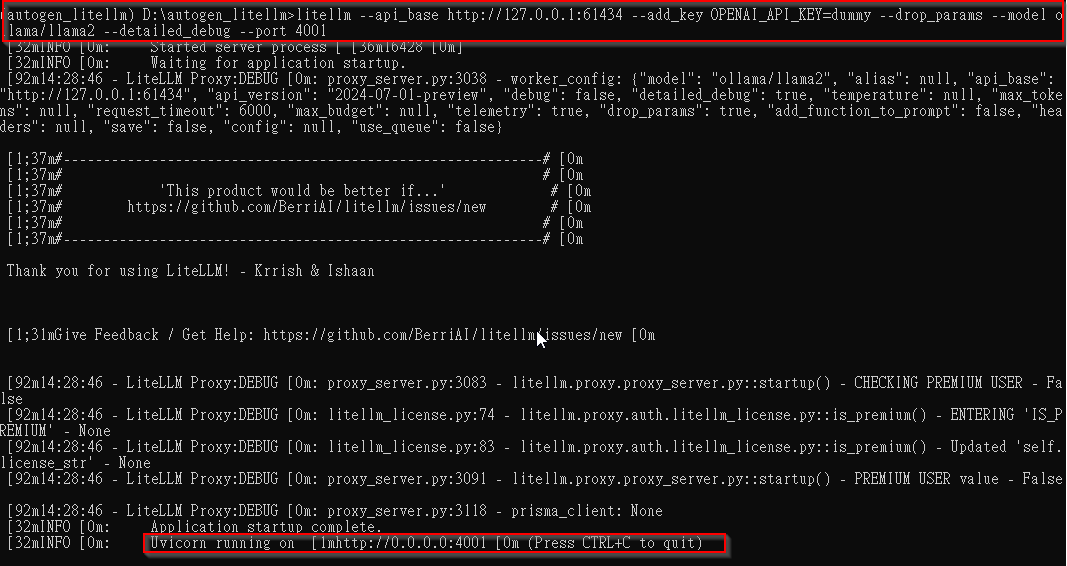 (autogen_litellm) D:\autogen_litellm>litellm --api_base http://127.0.0.1:61434 --add_key OPENAI_API_KEY=dummy --drop_params --model o
llama/llama2 --detailed_debug --port 4001
[32mINFO [0m:     Started server process [ [36m16428 [0m]
[32mINFO [0m:     Waiting for application startup.
[92m14:28:46 - LiteLLM Proxy:DEBUG [0m: proxy_server.py:3038 - worker_config: {"model": "ollama/llama2", "alias": null, "api_base":
"http://127.0.0.1:61434", "api_version": "2024-07-01-preview", "debug": false, "detailed_debug": true, "temperature": null, "max_toke
ns": null, "request_timeout": 6000, "max_budget": null, "telemetry": true, "drop_params": true, "add_function_to_prompt": false, "hea
ders": null, "save": false, "config": null, "use_queue": false}
[1;37m#------------------------------------------------------------# [0m
[1;37m#                                                            # [0m
[1;37m#            'This product would be better if...'             # [0m
[1;37m#        https://github.com/BerriAI/litellm/issues/new        # [0m
[1;37m#                                                            # [0m
[1;37m#------------------------------------------------------------# [0m
Thank you for using LiteLLM! - Krrish & Ishaan
[1;31mGive Feedback / Get Help: https://github.com/BerriAI/litellm/issues/new [0m
[92m14:28:46 - LiteLLM Proxy:DEBUG [0m: proxy_server.py:3083 - litellm.proxy.proxy_server.py::startup() - CHECKING PREMIUM USER - Fa
lse
[92m14:28:46 - LiteLLM Proxy:DEBUG [0m: litellm_license.py:74 - litellm.proxy.auth.litellm_license.py::is_premium() - ENTERING 'IS_P
REMIUM' - None
[92m14:28:46 - LiteLLM Proxy:DEBUG [0m: litellm_license.py:83 - litellm.proxy.auth.litellm_license.py::is_premium() - Updated 'self.
license_str' - None
[92m14:28:46 - LiteLLM Proxy:DEBUG [0m: proxy_server.py:3091 - litellm.proxy.proxy_server.py::startup() - PREMIUM USER value - False
[92m14:28:46 - LiteLLM Proxy:DEBUG [0m: proxy_server.py:3118 - prisma_client: None
[32mINFO [0m:     Application startup complete.
[32mINFO [0m:     Uvicorn running on  [1mhttp://0.0.0.0:4001 [0m (Press CTRL+C to quit)